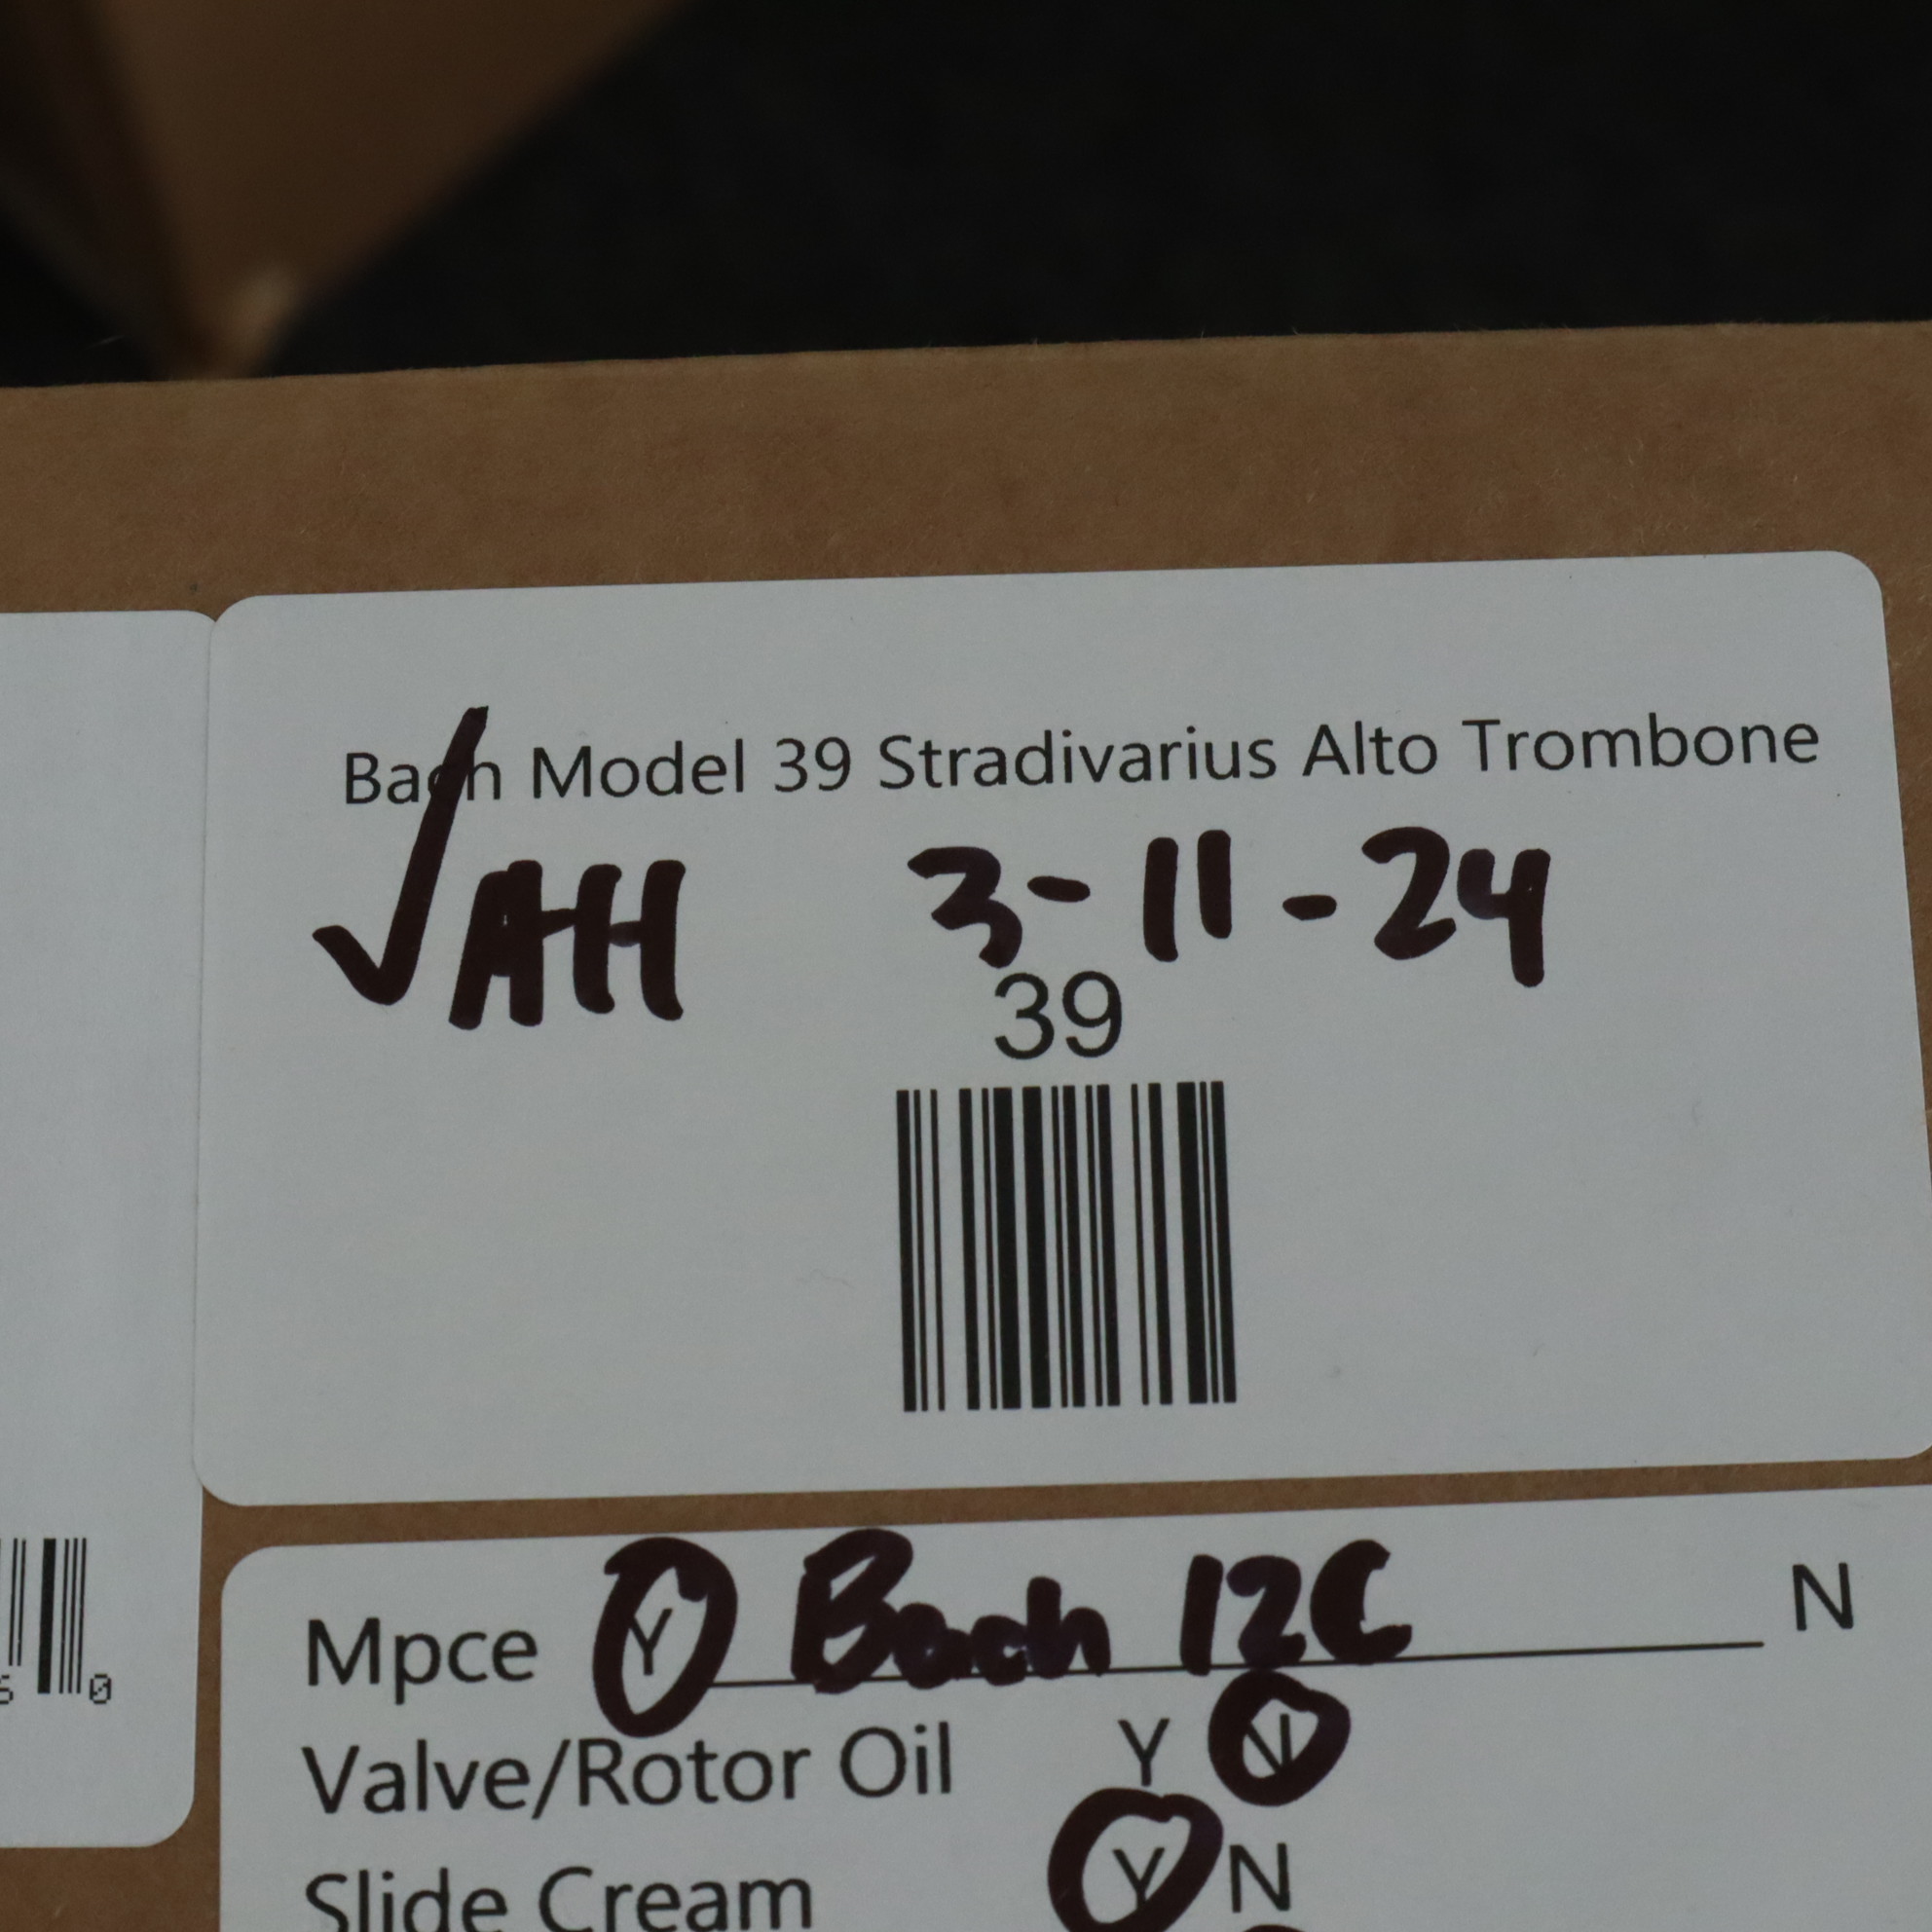 Bach Model 39 Stradivarius Alto Trombone
√AH 3-11-24
39
Mpce Y Bach 12C N
Valve/Rotor Oil Y N
Slide Cream Y N
0